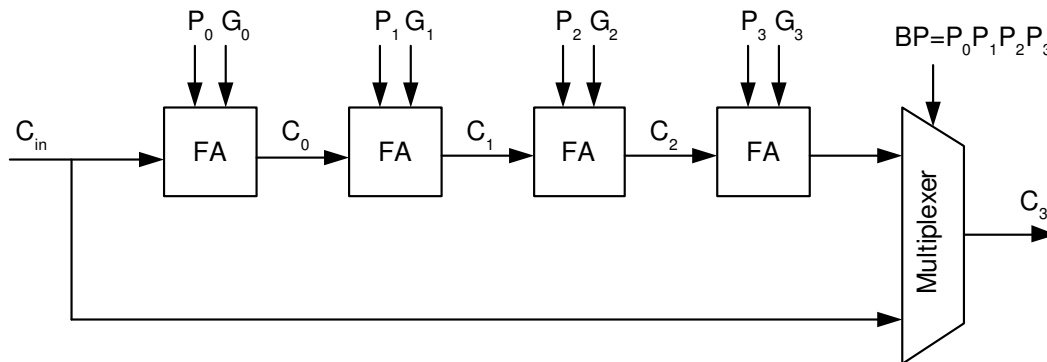 P₀ G₀
P₁ G₁
P₂ G₂
P₃ G₃
BP=P₀P₁P₂P₃
C_in
FA
C₀
FA
C₁
FA
C₂
FA
Multiplexer
C₃